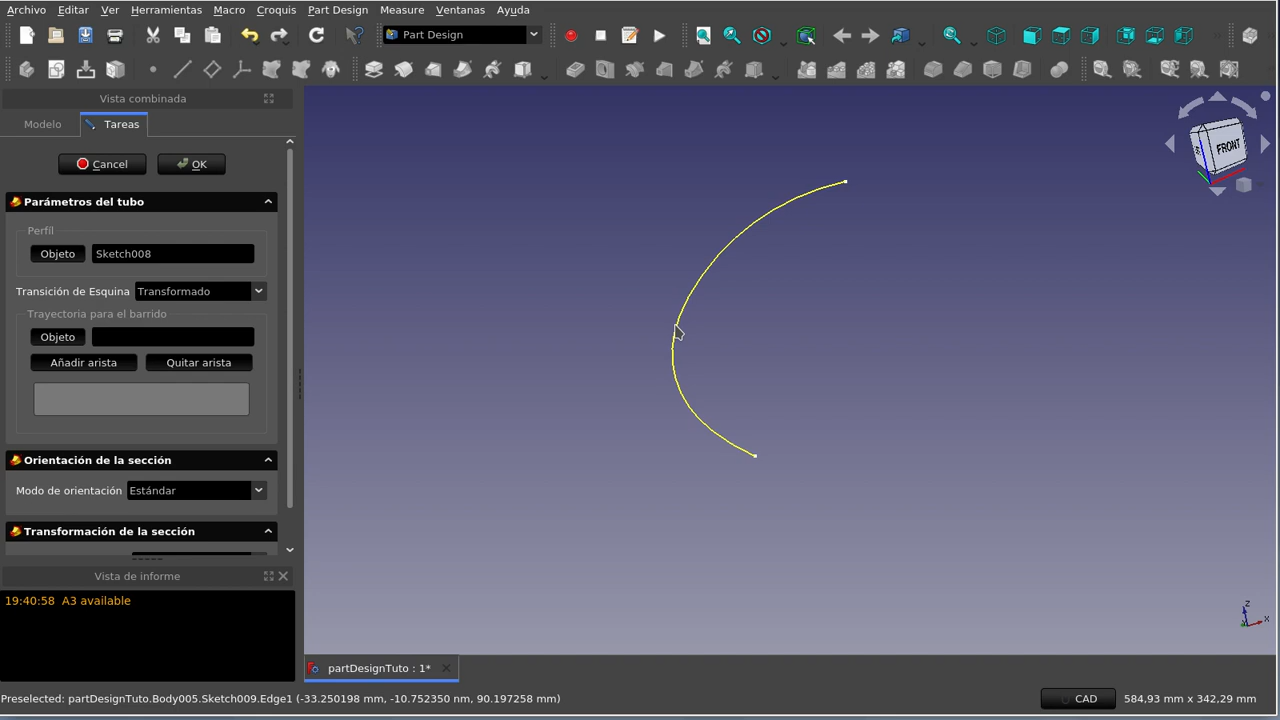 Archivo Editar Ver Herramientas Macro Croquis Part Design Measure Ventanas Ayuda
Part Design
Vista combinada
Modelo Tareas
Cancel OK
Parámetros del tubo
Perfil
Objeto Sketch008
Transición de Esquina Transformado
Trayectoria para el barrido
Objeto
Añadir arista Quitar arista
Orientación de la sección
Modo de orientación Estándar
Transformación de la sección
Vista de informe
19:40:58 A3 available
FRONT
Z
X
partDesignTuto : 1*
Preselected: partDesignTuto.Body005.Sketch009.Edge1 (-33.250198 mm, -10.752350 mm, 90.197258 mm)
CAD 584,93 mm x 342,29 mm